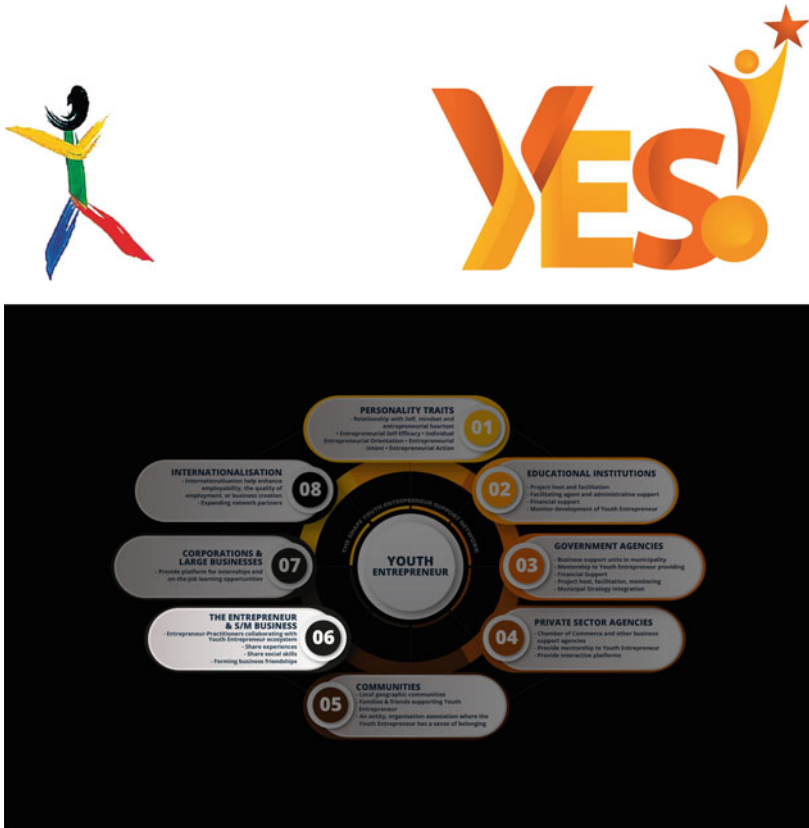 YES!
PERSONALITY TRAITS
- Relationship with Self, mindset and
entrepreneurial heartset
• Entrepreneurial Self-Efficacy • Individual
Entrepreneurial Orientation • Entrepreneurial
Intent • Entrepreneurial Action
01
EDUCATIONAL INSTITUTIONS
- Project host and facilitation
- Facilitating agent and administrative support
- Financial support
- Monitor development of Youth Entrepreneur
02
GOVERNMENT AGENCIES
- Business support units in municipality
- Mentorship to Youth Entrepreneur providing
- Financial Support
- Project host, facilitation, monitoring
- Municipal Strategy Integration
03
PRIVATE SECTOR AGENCIES
- Chamber of Commerce and other business
support agencies
- Provide mentorship to Youth Entrepreneur
- Provide interactive platforms
04
COMMUNITIES
- Local geographic communities
- Families & friends supporting Youth
Entrepreneur
- An entity, organisation association where the
Youth Entrepreneur has a sense of belonging
05
THE ENTREPRENEUR
& S/M BUSINESS
- Entrepreneur-Practitioners collaborating with
Youth Entrepreneur ecosystem
- Share experiences
- Share social skills
- Forming business friendships
06
CORPORATIONS &
LARGE BUSINESSES
- Provide platform for internships and
on-the-job learning opportunities
07
INTERNATIONALISATION
- Internationalisation help enhance
employability, the quality of
employment, or business creation
- Expanding network partners
08
THE SHAPE YOUTH ENTREPRENEUR SUPPORT NETWORK
YOUTH
ENTREPRENEUR